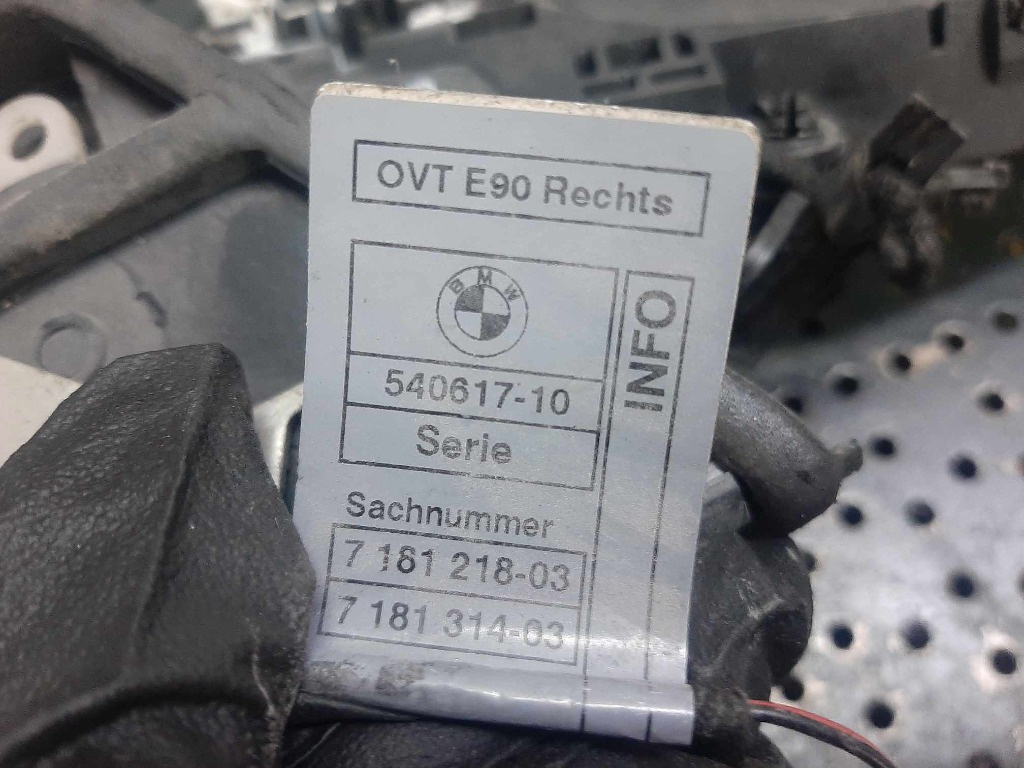 OVT E90 Rechts
BMW
540617-10
Serie
INFO
Sachnummer
7 181 218-03
7 181 314-03